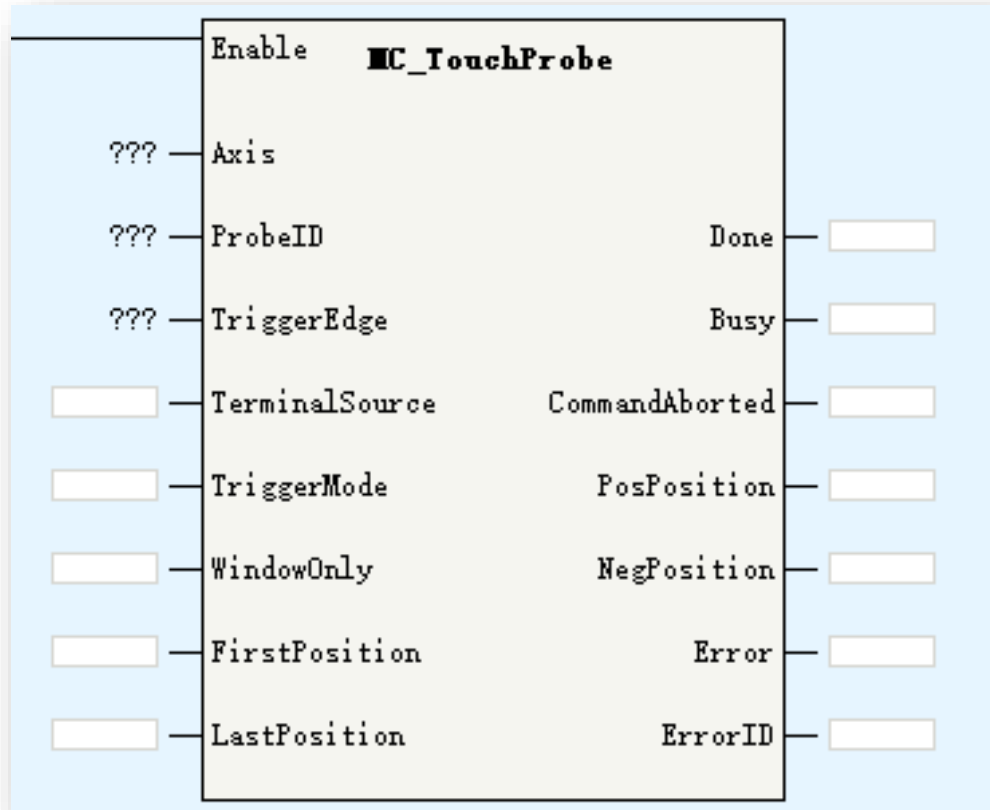 Enable
MC_TouchProbe
??? Axis
??? ProbeID Done
??? TriggerEdge Busy
TerminalSource CommandAborted
TriggerMode PosPosition
WindowOnly NegPosition
FirstPosition Error
LastPosition ErrorID